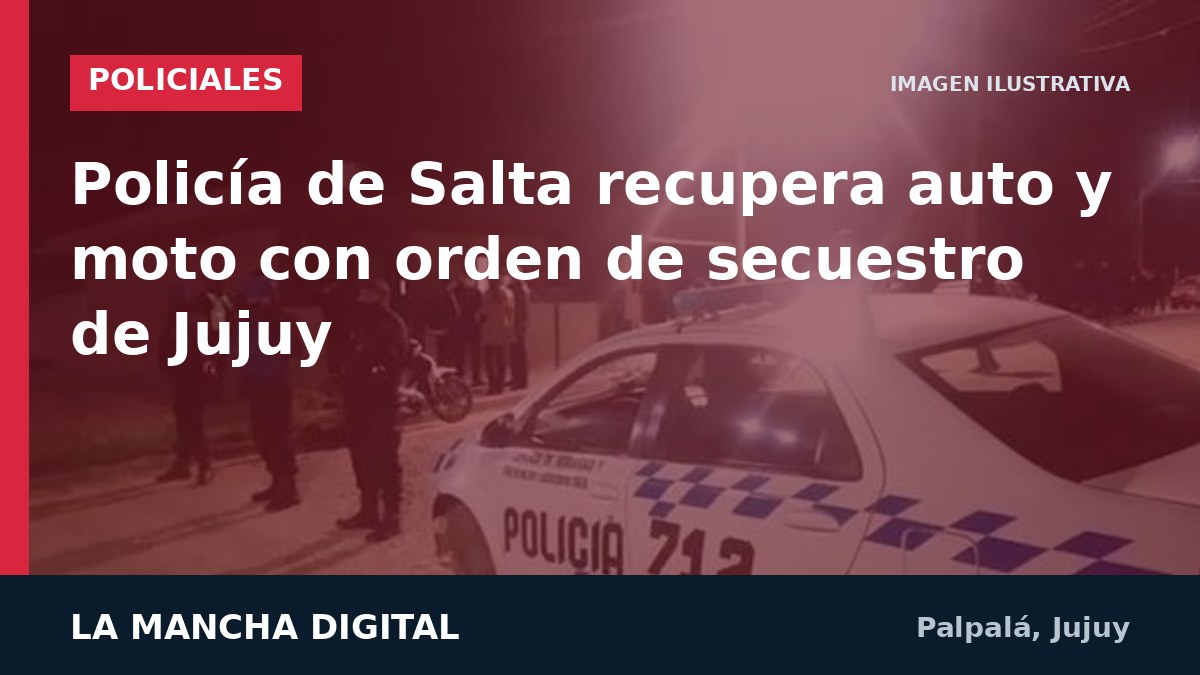 POLICIALES
IMAGEN ILUSTRATIVA
Policía de Salta recupera auto y
moto con orden de secuestro
de Jujuy
POLICIA 712
LA MANCHA DIGITAL
Palpalá, Jujuy